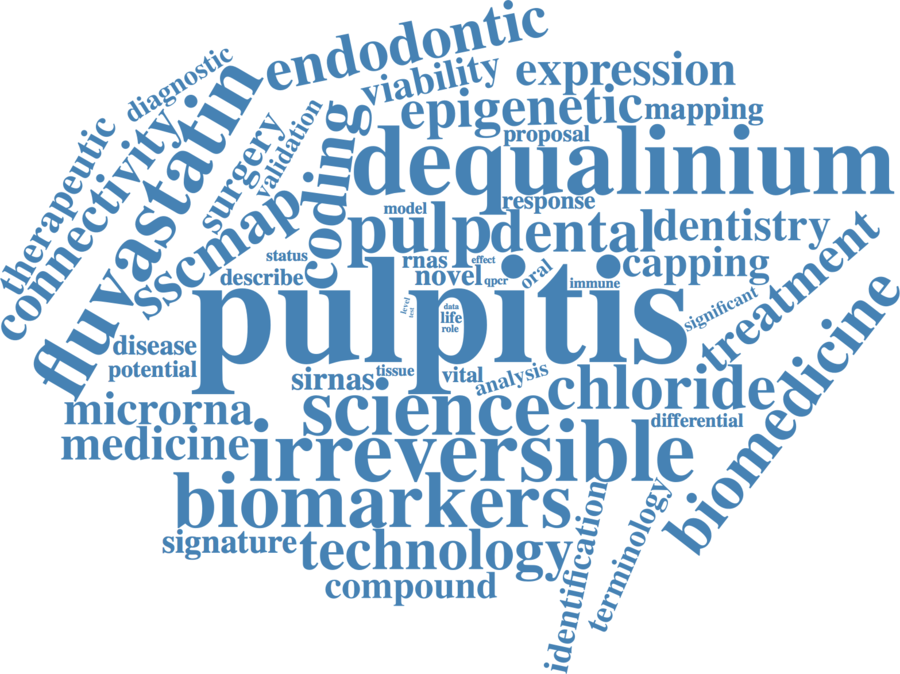 endodontic
diagnostic
viability
expression
therapeutic
connectivity
fluvastatin
surgery
validation
coding
epigenetic
mapping
proposal
dequalinium
sscmap
model
response
pulp
dental
dentistry
treatment
status
rnas
effect
describe
novel
qpcr
oral
immune
capping
pulpitis
level
test
data
life
role
significant
biomedicine
disease
potential
sirnas
tissue
vital
analysis
chloride
microrna
science
differential
medicine
irreversible
biomarkers
signature
technology
identification
terminology
compound